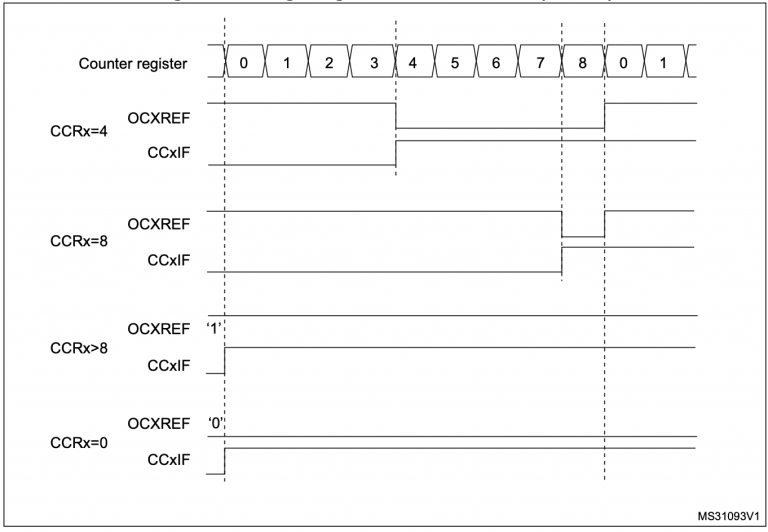 Counter register 0 1 2 3 4 5 6 7 8 0 1
OCXREF
CCRx=4
CCxIF
OCXREF
CCRx=8
CCxIF
OCXREF '1'
CCRx>8
CCxIF
OCXREF '0'
CCRx=0
CCxIF
MS31093V1